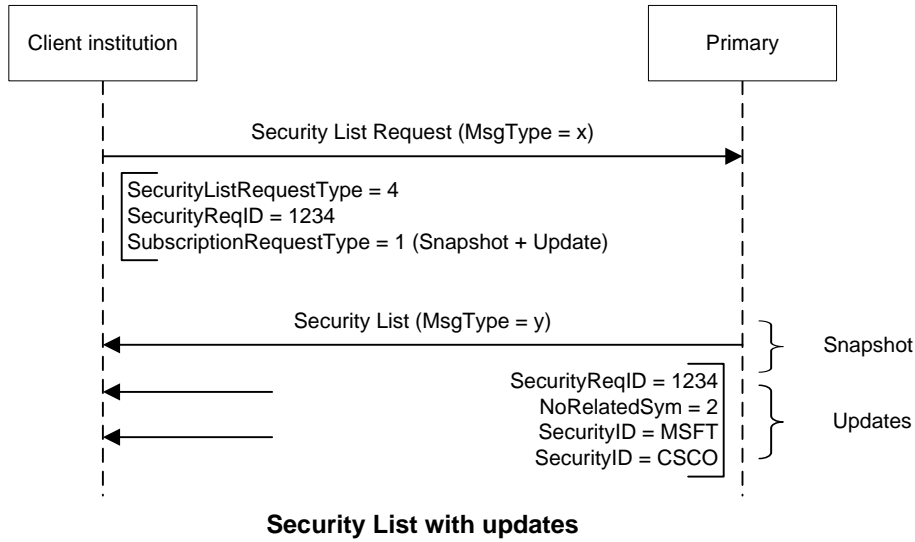 Client institution
Primary
Security List Request (MsgType = x)
SecurityListRequestType = 4
SecurityReqID = 1234
SubscriptionRequestType = 1 (Snapshot + Update)
Security List (MsgType = y)
Snapshot
SecurityReqID = 1234
NoRelatedSym = 2
SecurityID = MSFT
SecurityID = CSCO
Updates
Security List with updates